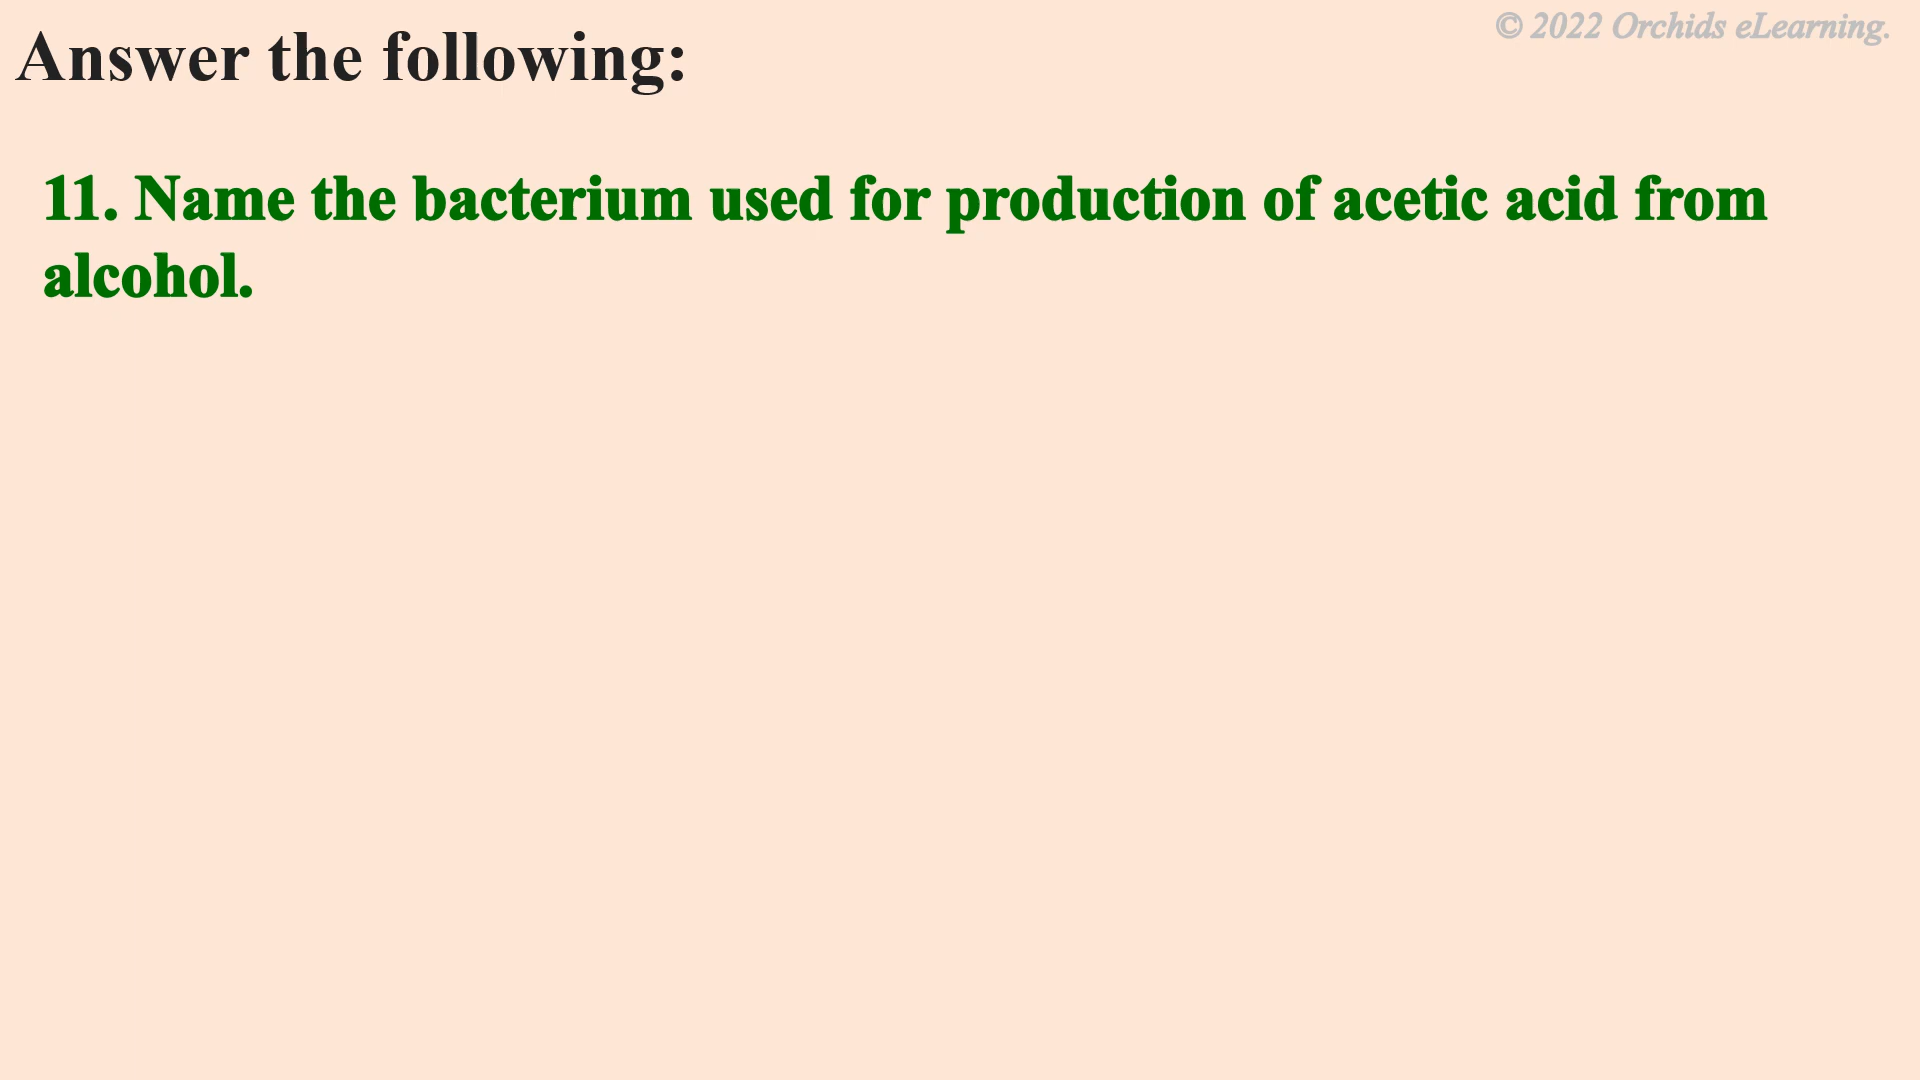 © 2022 Orchids eLearning.
Answer the following:
11. Name the bacterium used for production of acetic acid from
alcohol.